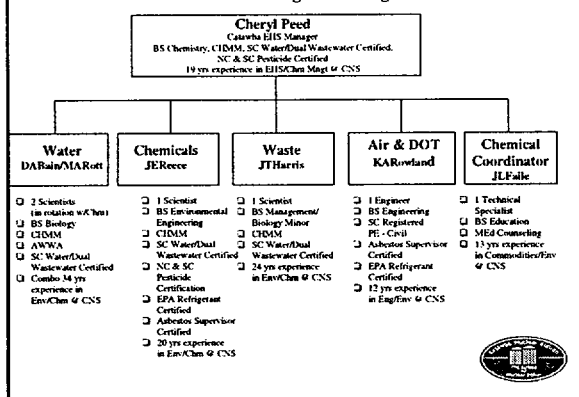 Cheryl Peed
Catawba EHS Manager
BS Chemistry, CHMM, SC Water/Dual Wastewater Certified,
NC & SC Pesticide Certified
19 yrs experience in EHS/Chm Mngt @ CNS
Water
DABain/MARott
❑ 2 Scientists
(in rotation w/Chm)
❑ BS Biology
❑ CHMM
❑ AWWA
❑ SC Water/Dual
Wastewater Certified
❑ Combo 34 yrs
experience in
Env/Chm @ CNS
Chemicals
JEReece
❑ 1 Scientist
❑ BS Environmental
Engineering
❑ CHMM
❑ SC Water/Dual
Wastewater Certified
❑ NC & SC
Pesticide
Certification
❑ EPA Refrigerant
Certified
❑ Asbestos Supervisor
Certified
❑ 20 yrs experience
in Env/Chm @ CNS
Waste
JTHarris
❑ 1 Scientist
❑ BS Management/
Biology Minor
❑ CHMM
❑ SC Water/Dual
Wastewater Certified
❑ 24 yrs experience
in Env/Chm @ CNS
Air & DOT
KARowland
❑ 1 Engineer
❑ BS Engineering
❑ SC Registered
PE - Civil
❑ Asbestos Supervisor
Certified
❑ EPA Refrigerant
Certified
❑ 12 yrs experience
in Eng/Env @ CNS
Chemical
Coordinator
JLFaile
❑ 1 Technical
Specialist
❑ BS Education
❑ MEd Counseling
❑ 13 yrs experience
in Commodities/Env
@ CNS